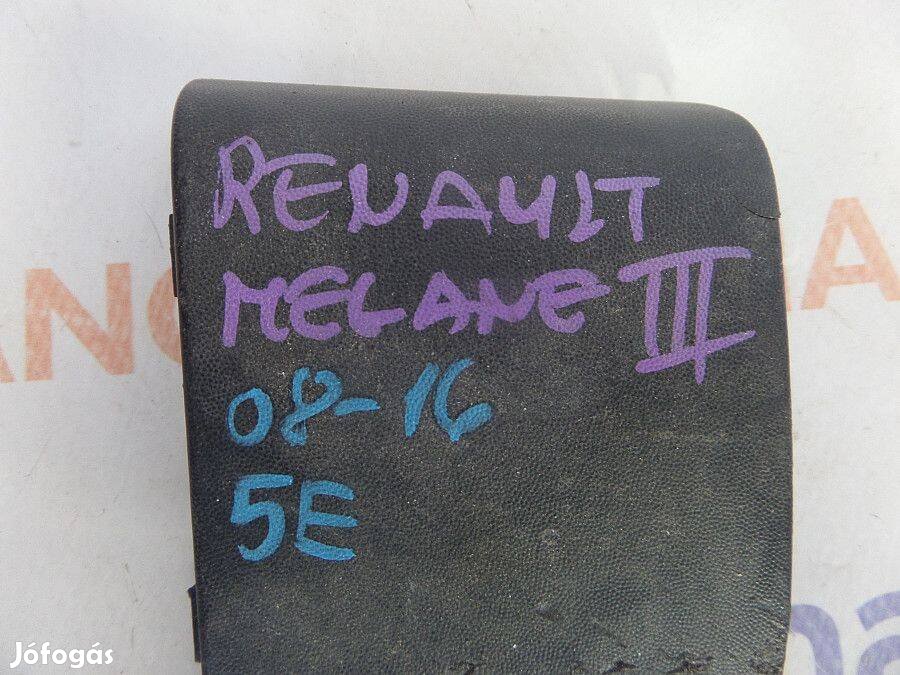 RENAULT
MEGANE III
08-16
5E
Jófogás